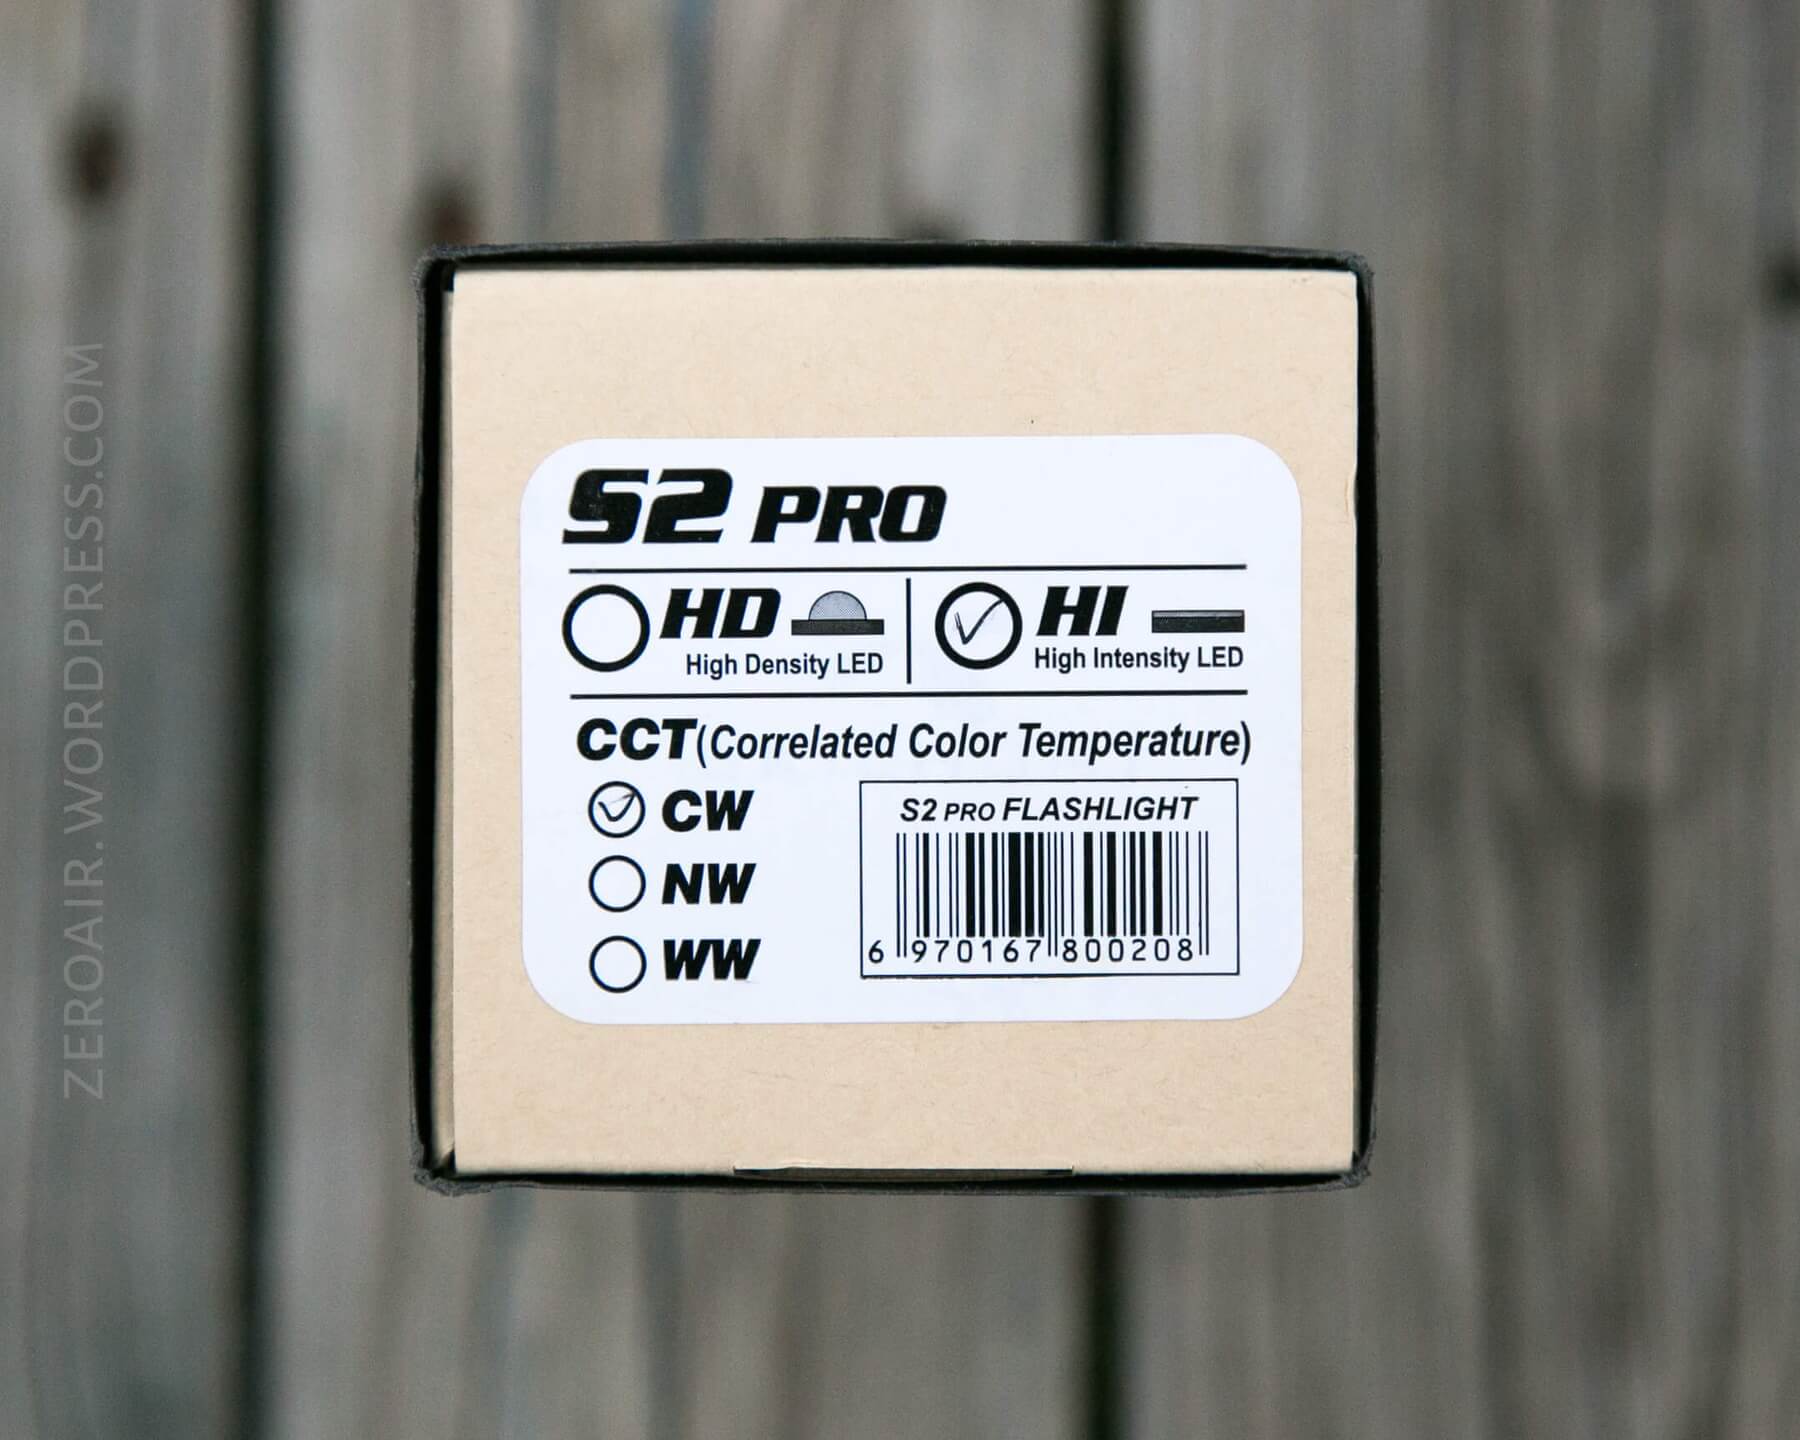 S2 PRO
HD
High Density LED
HI
High Intensity LED
CCT(Correlated Color Temperature)
CW
NW
WW
S2 PRO FLASHLIGHT
6 970167 800208
ZEROAIR.WORDPRESS.COM